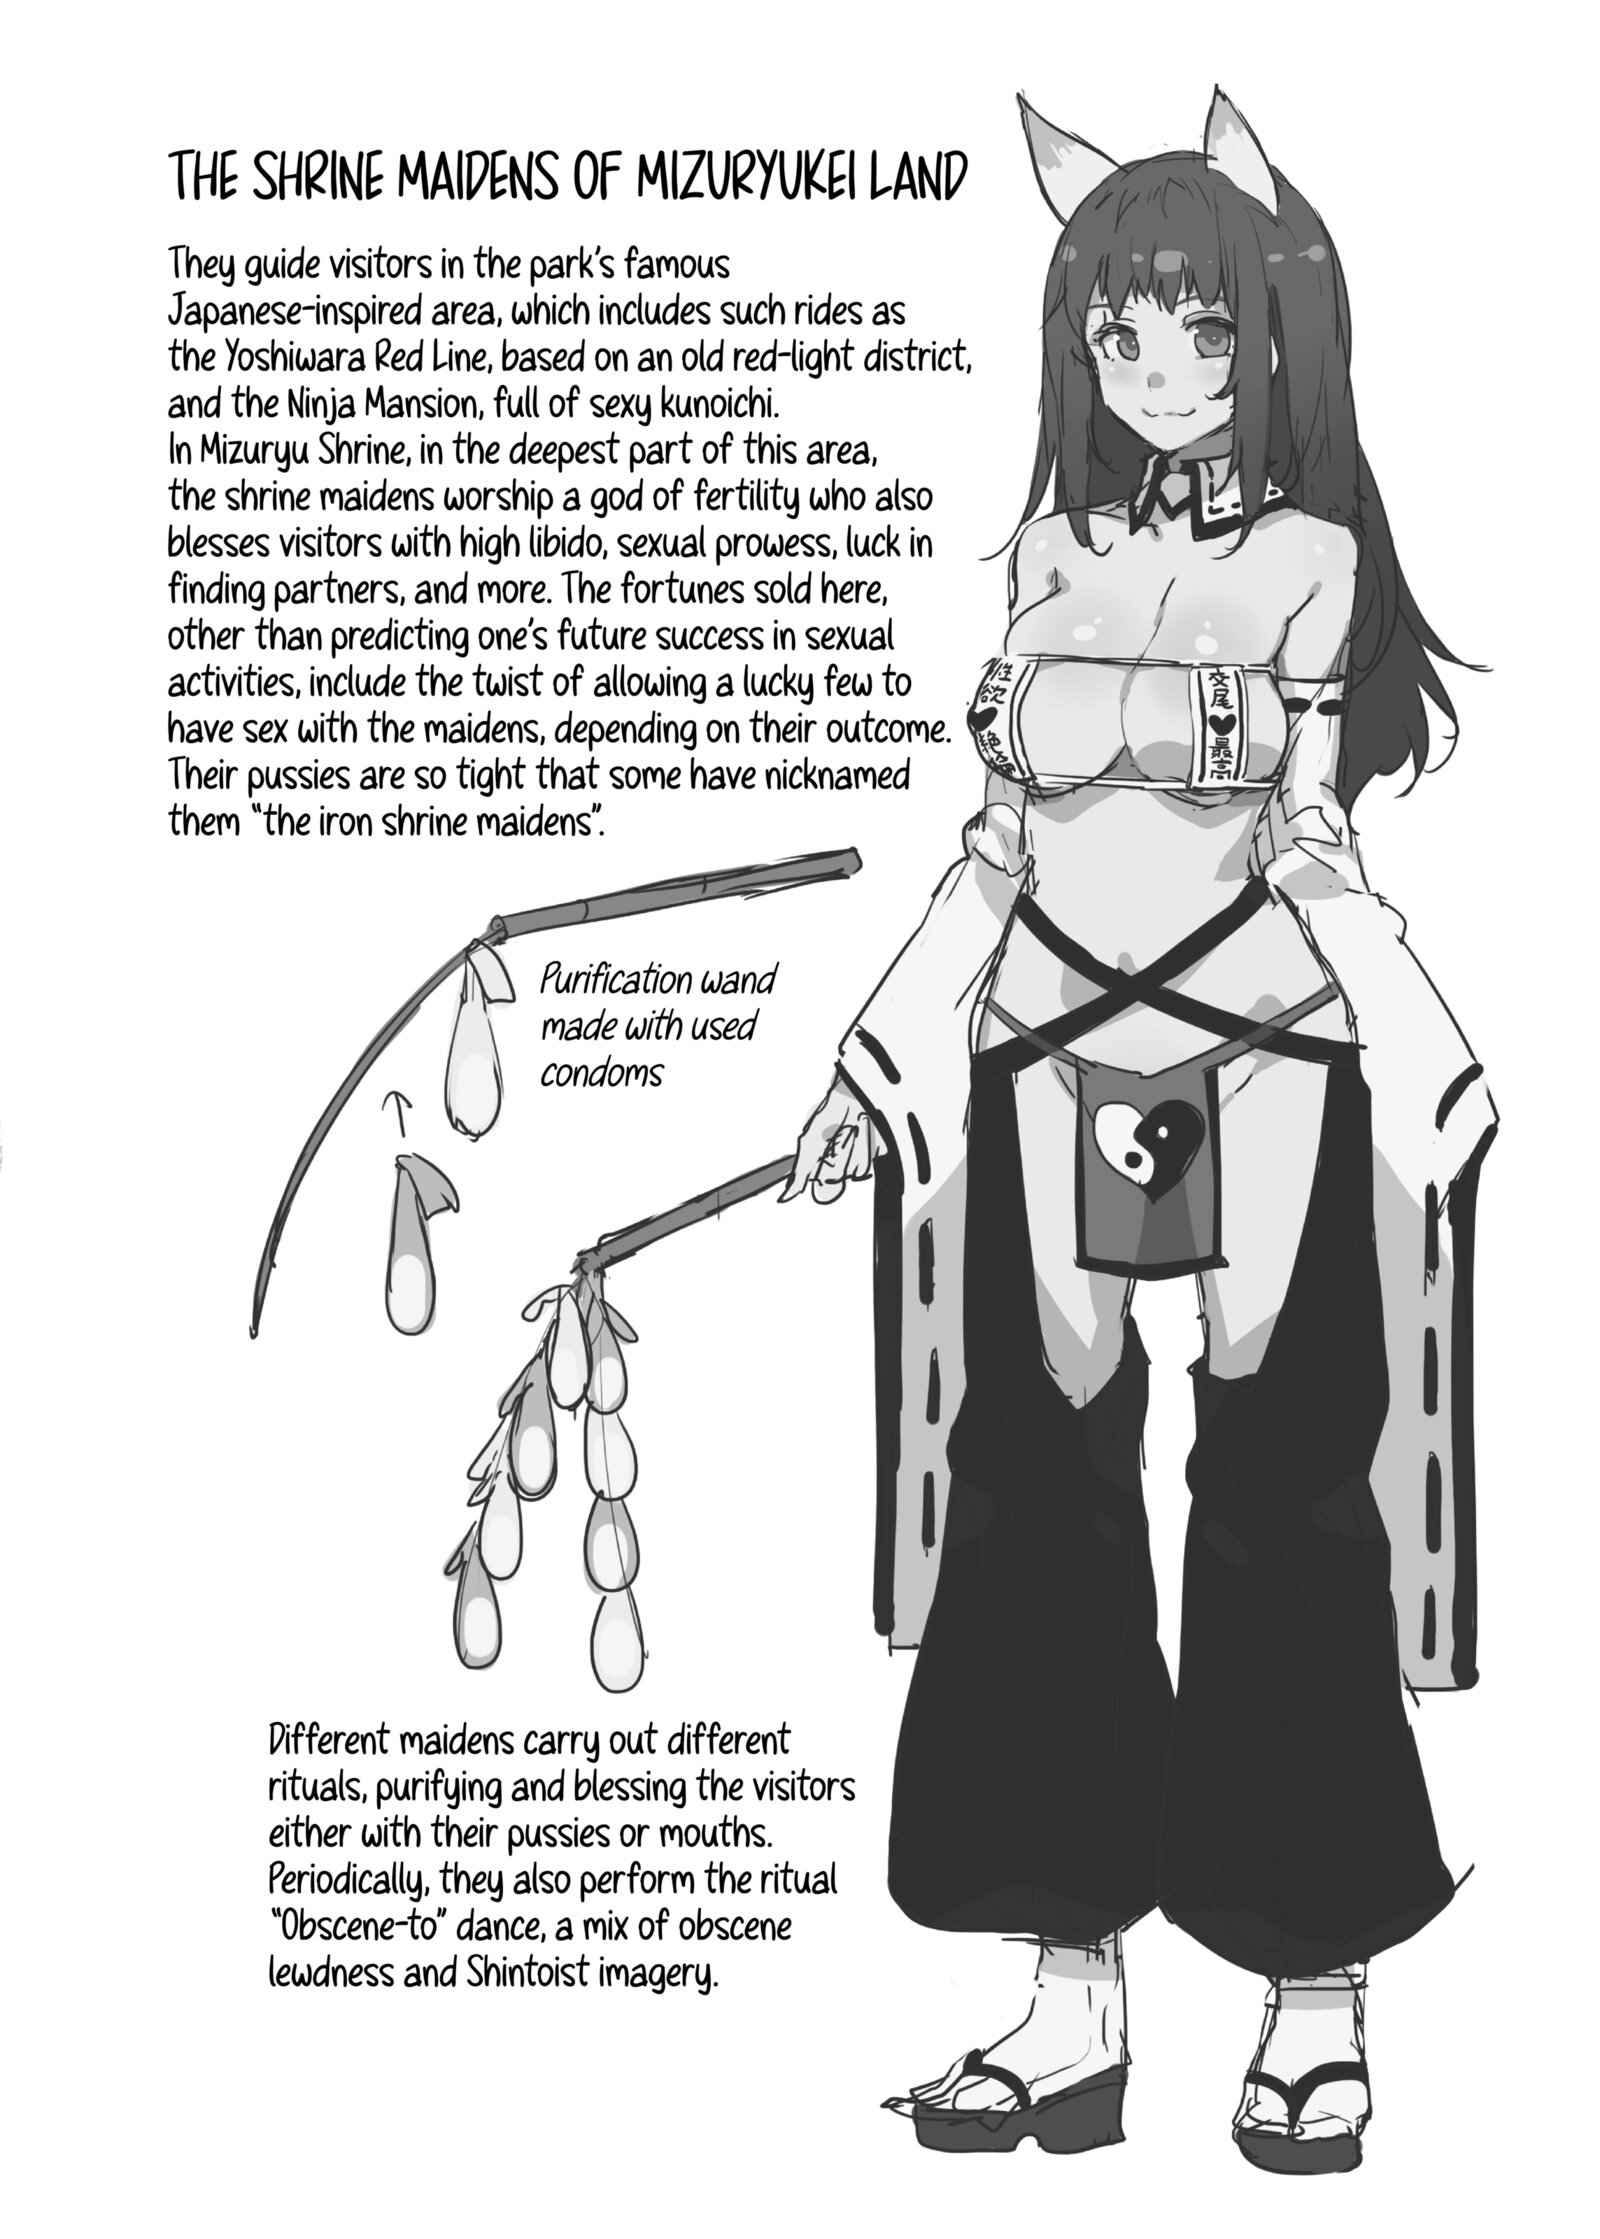 THE SHRINE MAIDENS OF MIZURYUKEI LAND
They guide visitors in the park's famous
Japanese-inspired area, which includes such rides as
the Yoshiwara Red Line, based on an old red-light district,
and the Ninja Mansion, full of sexy kunoichi.
In Mizuryu Shrine, in the deepest part of this area,
the shrine maidens worship a god of fertility who also
blesses visitors with high libido, sexual prowess, luck in
finding partners, and more. The fortunes sold here,
other than predicting one's future success in sexual
activities, include the twist of allowing a lucky few to
have sex with the maidens, depending on their outcome.
Their pussies are so tight that some have nicknamed
them "the iron shrine maidens".
性欲♥絶
交尾♥最高
Purification wand
made with used
condoms
Different maidens carry out different
rituals, purifying and blessing the visitors
either with their pussies or mouths.
Periodically, they also perform the ritual
"Obscene-to" dance, a mix of obscene
lewdness and Shintoist imagery.